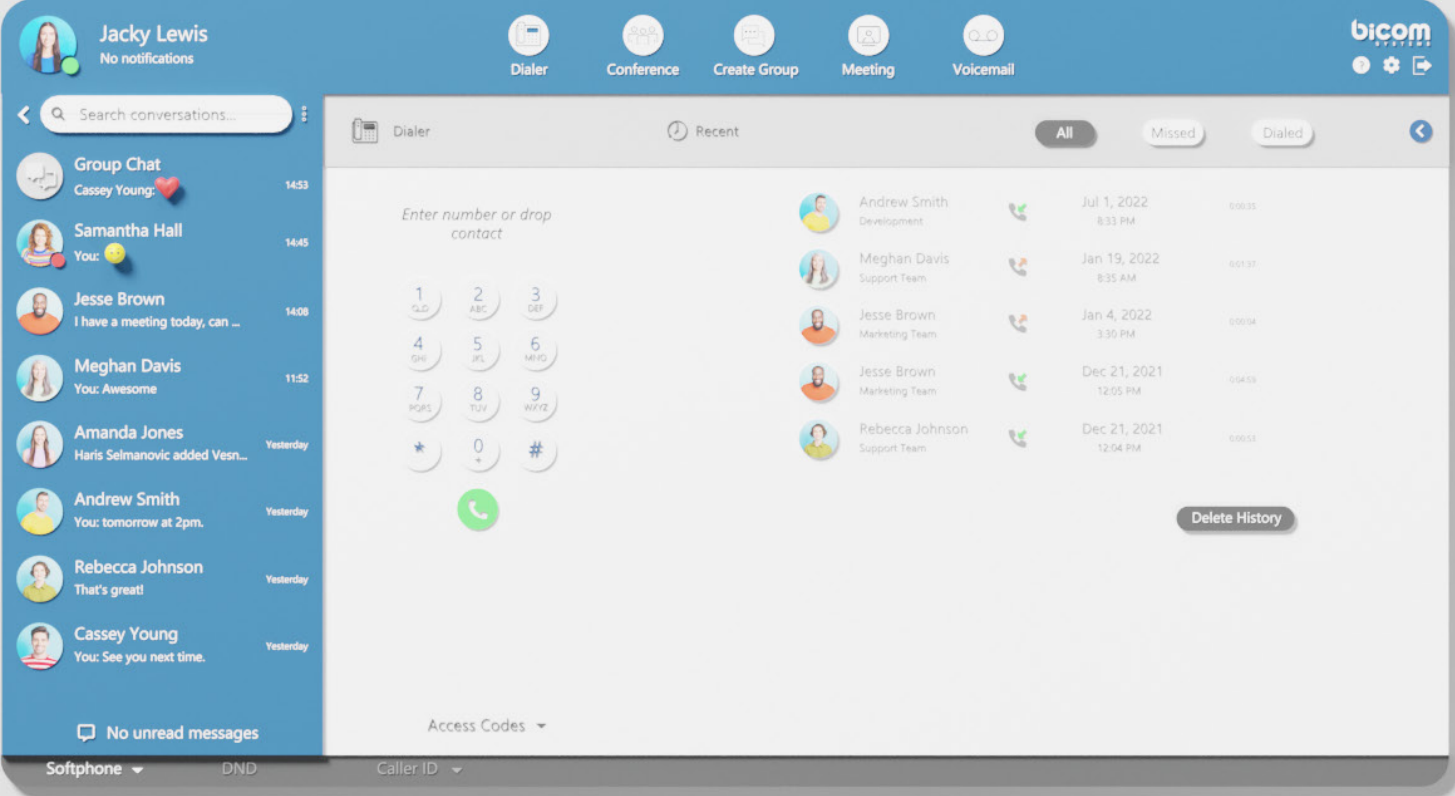 Jacky Lewis
No notifications
Dialer
Conference
Create Group
Meeting
Voicemail
bicom
SYSTEMS
Search conversations...
Group Chat
Cassey Young:
14:53
Samantha Hall
You:
14:45
Jesse Brown
I have a meeting today, can ...
14:08
Meghan Davis
You: Awesome
11:52
Amanda Jones
Haris Selmanovic added Vesn...
Yesterday
Andrew Smith
You: tomorrow at 2pm.
Yesterday
Rebecca Johnson
That's great!
Yesterday
Cassey Young
You: See you next time.
Yesterday
No unread messages
Dialer
Enter number or drop
contact
1
2 ABC
3 DEF
4 GHI
5 JKL
6 MNO
7 PQRS
8 TUV
9 WXYZ
*
0 +
#
Access Codes
Recent
All
Missed
Dialed
Andrew Smith
Development
Jul 1, 2022
8:33 PM
Meghan Davis
Support Team
Jan 19, 2022
8:35 AM
Jesse Brown
Marketing Team
Jan 4, 2022
3:30 PM
Jesse Brown
Marketing Team
Dec 21, 2021
12:05 PM
Rebecca Johnson
Support Team
Dec 21, 2021
12:04 PM
Delete History
Softphone
DND
Caller ID